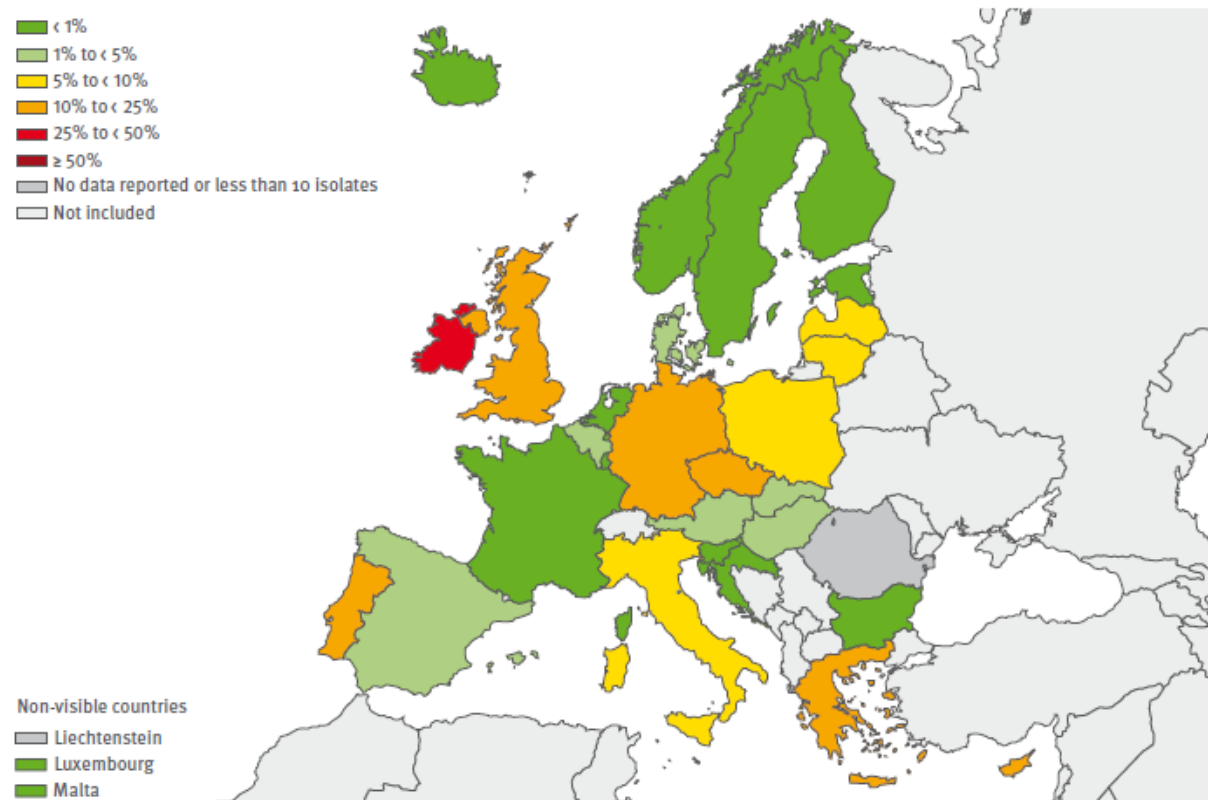 < 1%
1% to < 5%
5% to < 10%
10% to < 25%
25% to < 50%
≥ 50%
No data reported or less than 10 isolates
Not included
Non-visible countries
Liechtenstein
Luxembourg
Malta